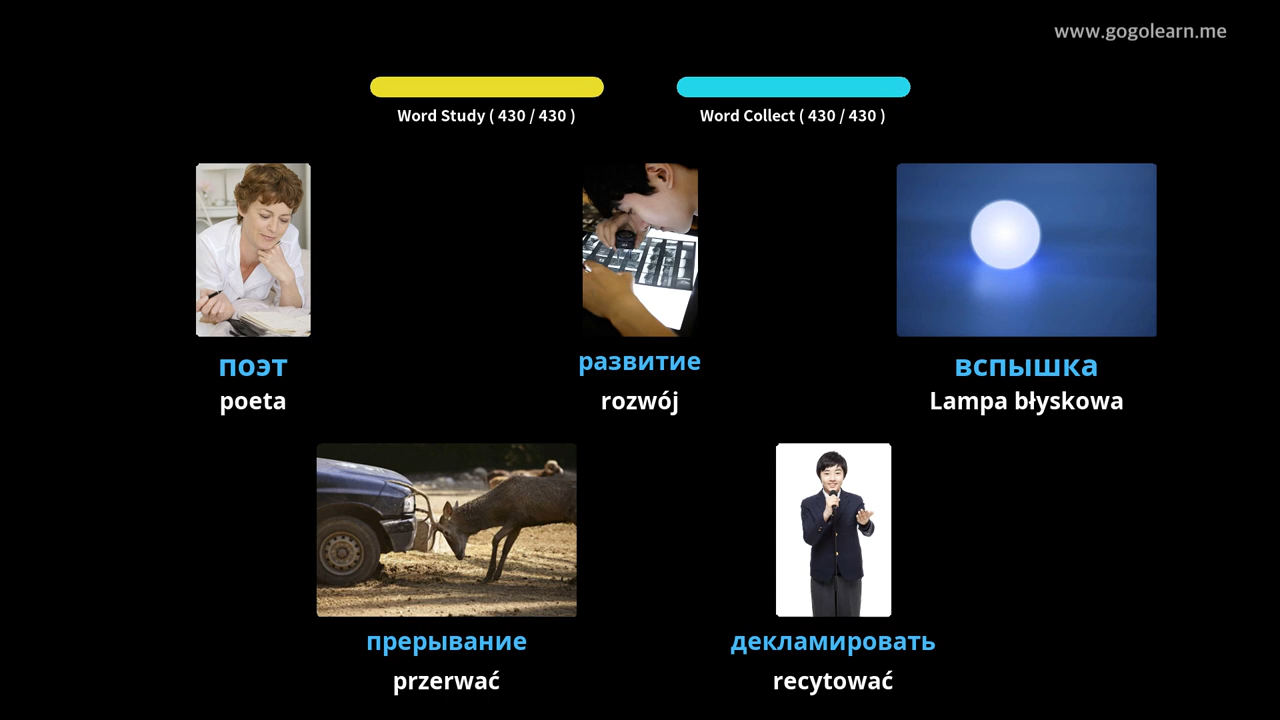 www.gogolearn.me
Word Study ( 430 / 430 )
Word Collect ( 430 / 430 )
поэт
poeta
развитие
rozwój
вспышка
Lampa błyskowa
прерывание
przerwać
декламировать
recytować